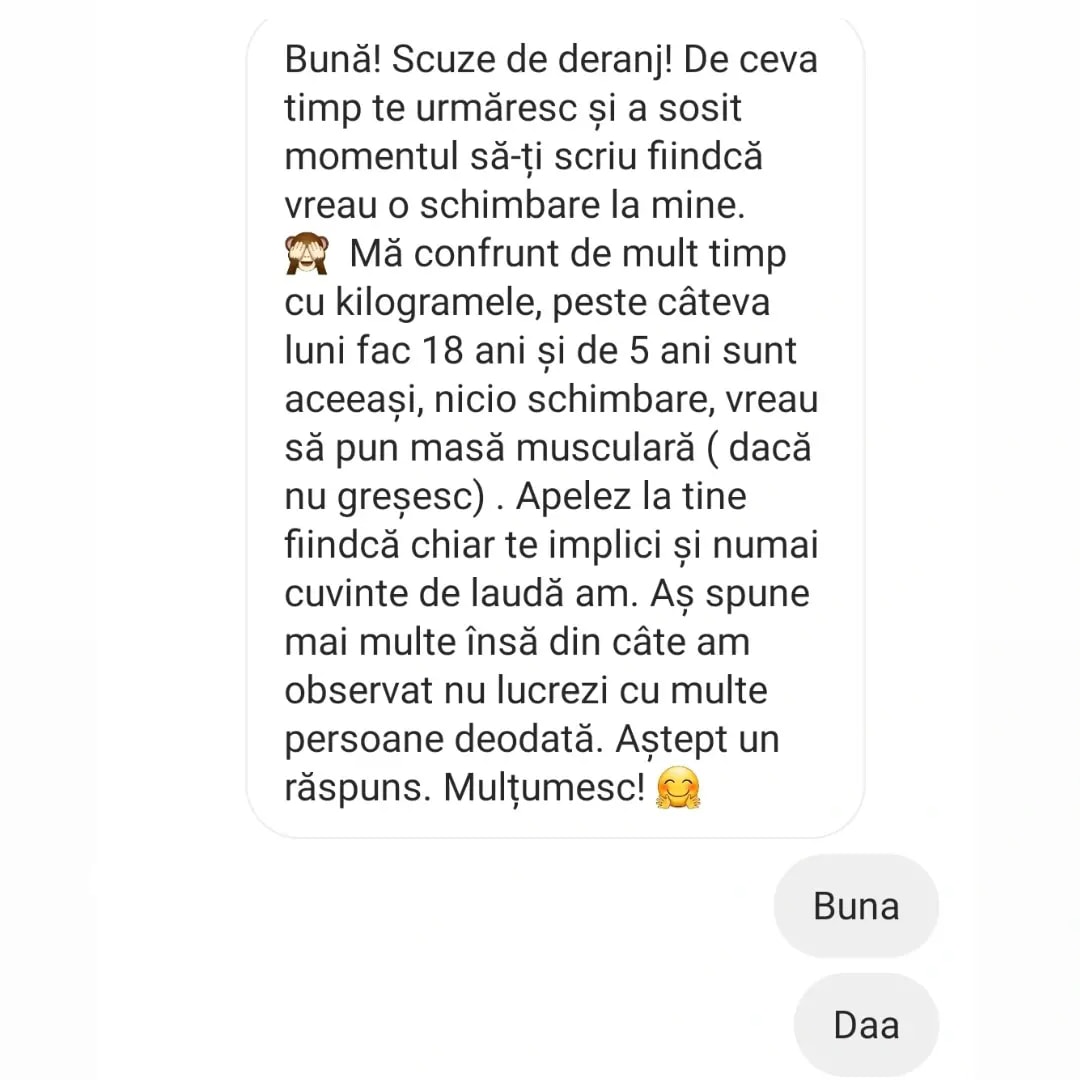 Bună! Scuze de deranj! De ceva
timp te urmăresc și a sosit
momentul să-ți scriu fiindcă
vreau o schimbare la mine.
🙈 Mă confrunt de mult timp
cu kilogramele, peste câteva
luni fac 18 ani și de 5 ani sunt
aceeași, nicio schimbare, vreau
să pun masă musculară ( dacă
nu greșesc) . Apelez la tine
fiindcă chiar te implici și numai
cuvinte de laudă am. Aș spune
mai multe însă din câte am
observat nu lucrezi cu multe
persoane deodată. Aștept un
răspuns. Mulțumesc! 🤗
Buna
Daa